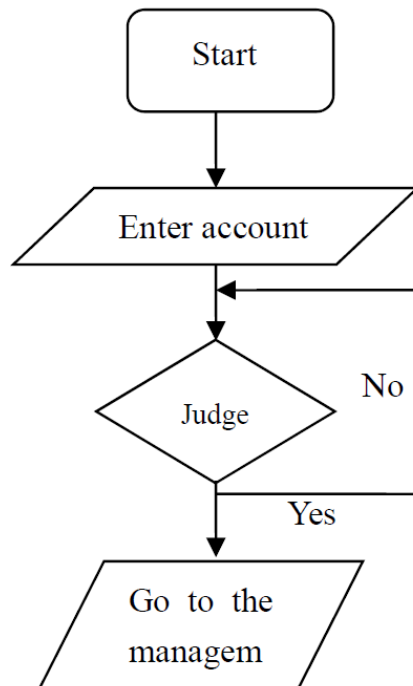 Start
Enter account
No
Judge
Yes
Go to the
managem